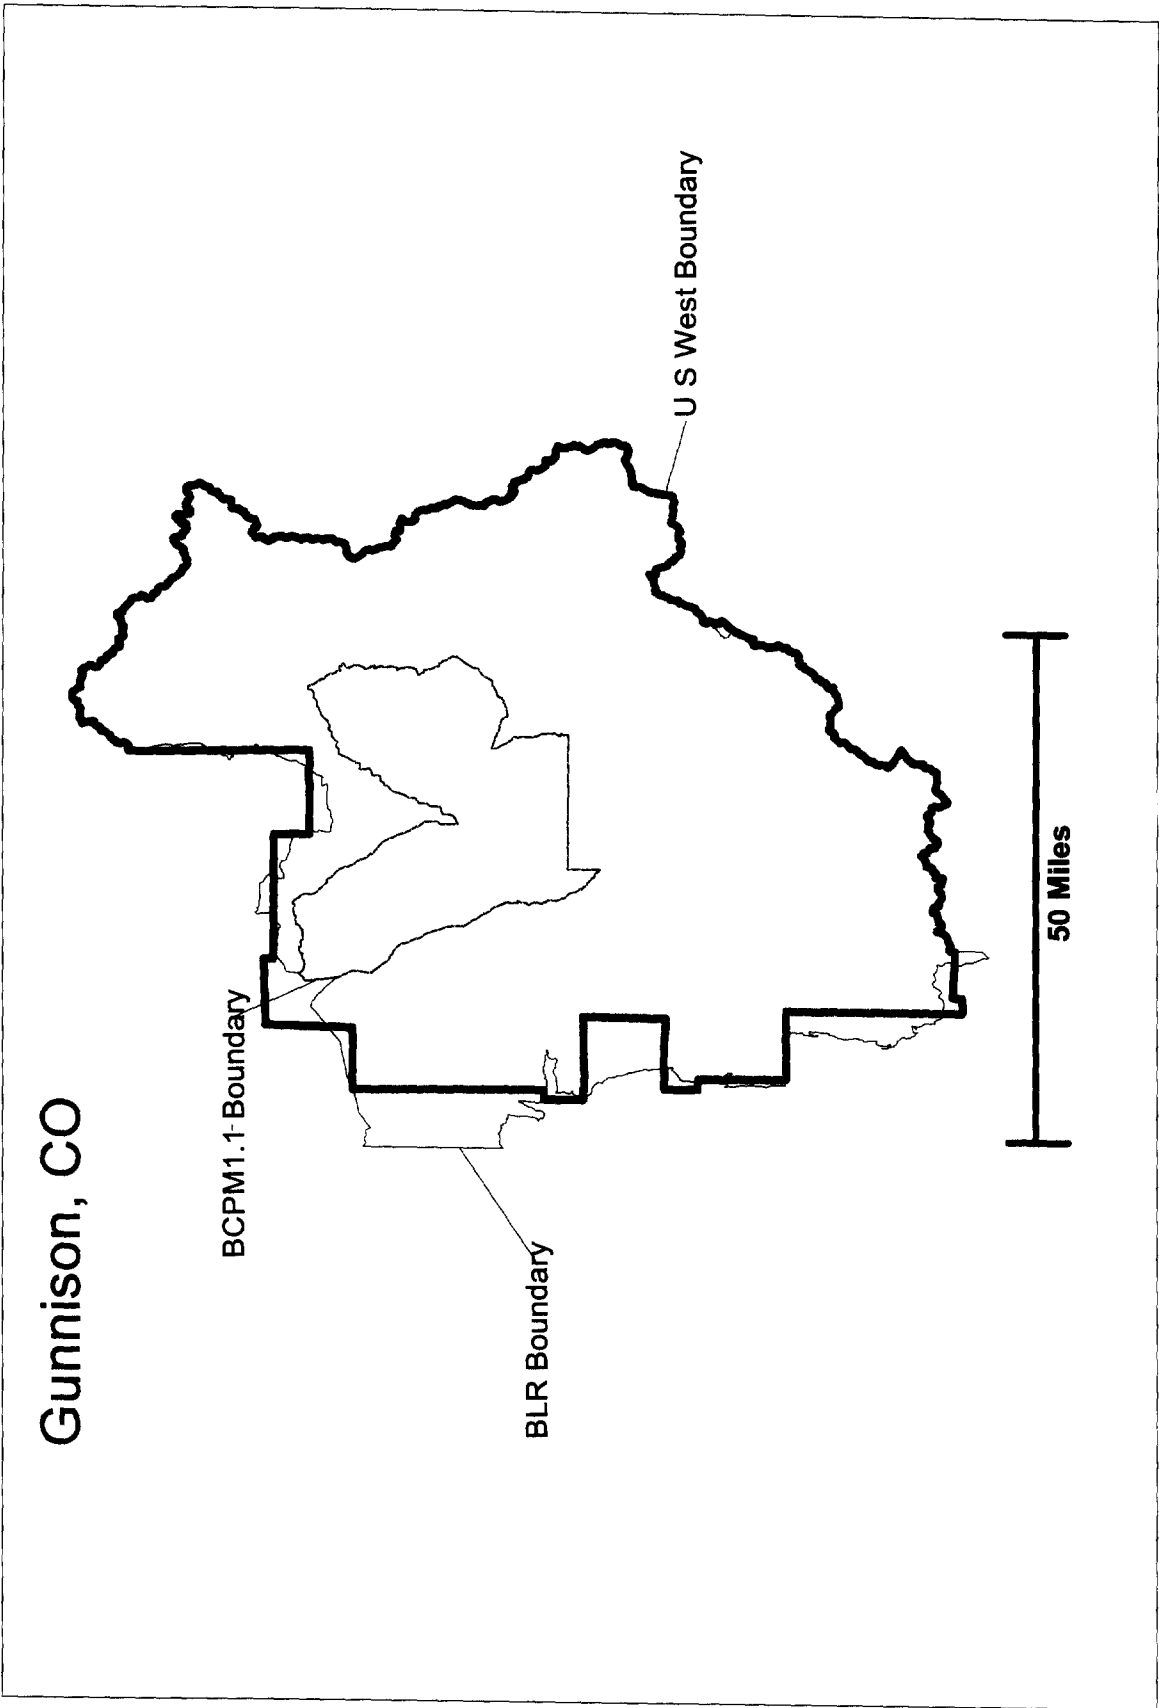 Gunnison, CO
BCPM1.1 Boundary
BLR Boundary
U S West Boundary
50 Miles